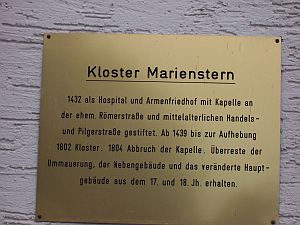 Kloster Marienstern
1432 als Hospital und Armenfriedhof mit Kapelle an
der ehem. Römerstraße und mittelalterlichen Handels-
und Pilgerstraße gestiftet. Ab 1439 bis zur Aufhebung
1802 Kloster. 1804 Abbruch der Kapelle. Überreste der
Ummauerung, der Nebengebäude und das veränderte Haupt-
gebäude aus dem 17. und 18. Jh. erhalten.